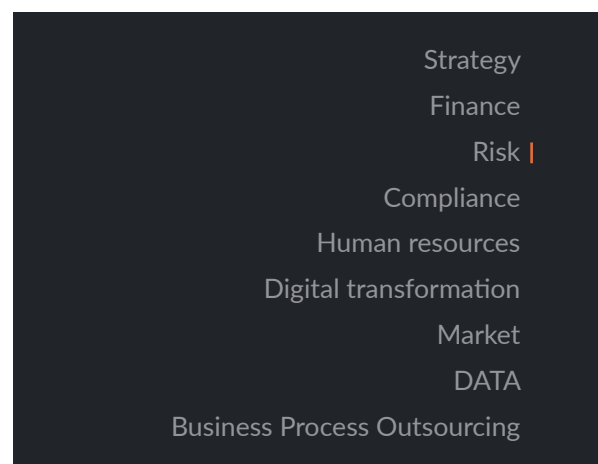 Strategy
Finance
Risk
Compliance
Human resources
Digital transformation
Market
DATA
Business Process Outsourcing